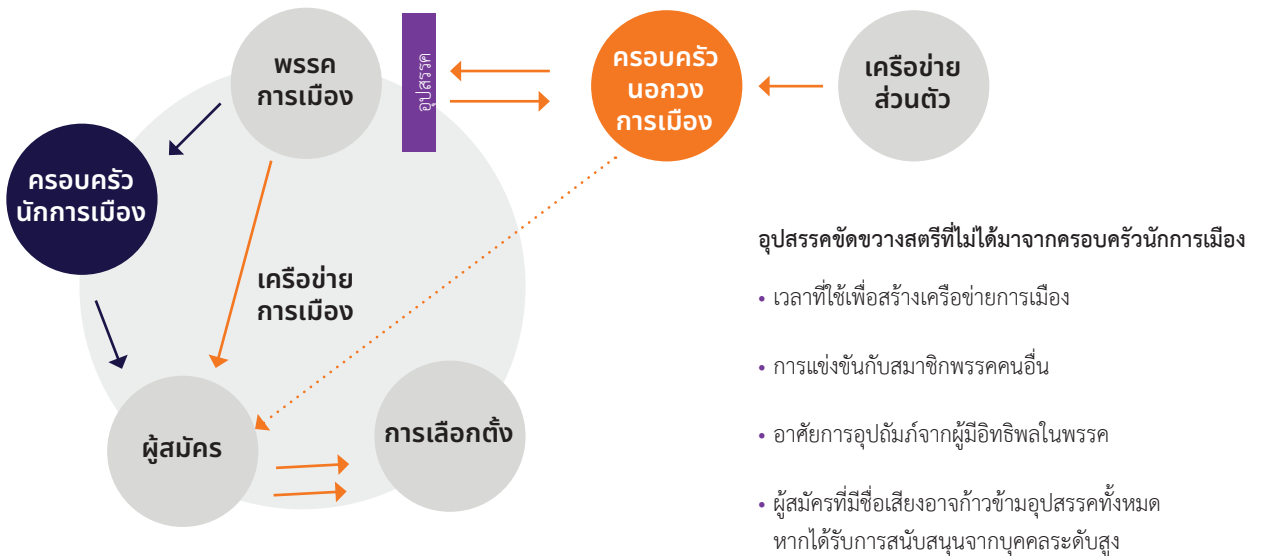 พรรค
การเมือง
อุปสรรค
ครอบครัว
นอกวง
การเมือง
เครือข่าย
ส่วนตัว
ครอบครัว
นักการเมือง
เครือข่าย
การเมือง
ผู้สมัคร
การเลือกตั้ง
อุปสรรคขัดขวางสตรีที่ไม่ได้มาจากครอบครัวนักการเมือง
• เวลาที่ใช้เพื่อสร้างเครือข่ายการเมือง
• การแข่งขันกับสมาชิกพรรคคนอื่น
• อาศัยการอุปถัมภ์จากผู้มีอิทธิพลในพรรค
• ผู้สมัครที่มีชื่อเสียงอาจก้าวข้ามอุปสรรคทั้งหมด
หากได้รับการสนับสนุนจากบุคคลระดับสูง